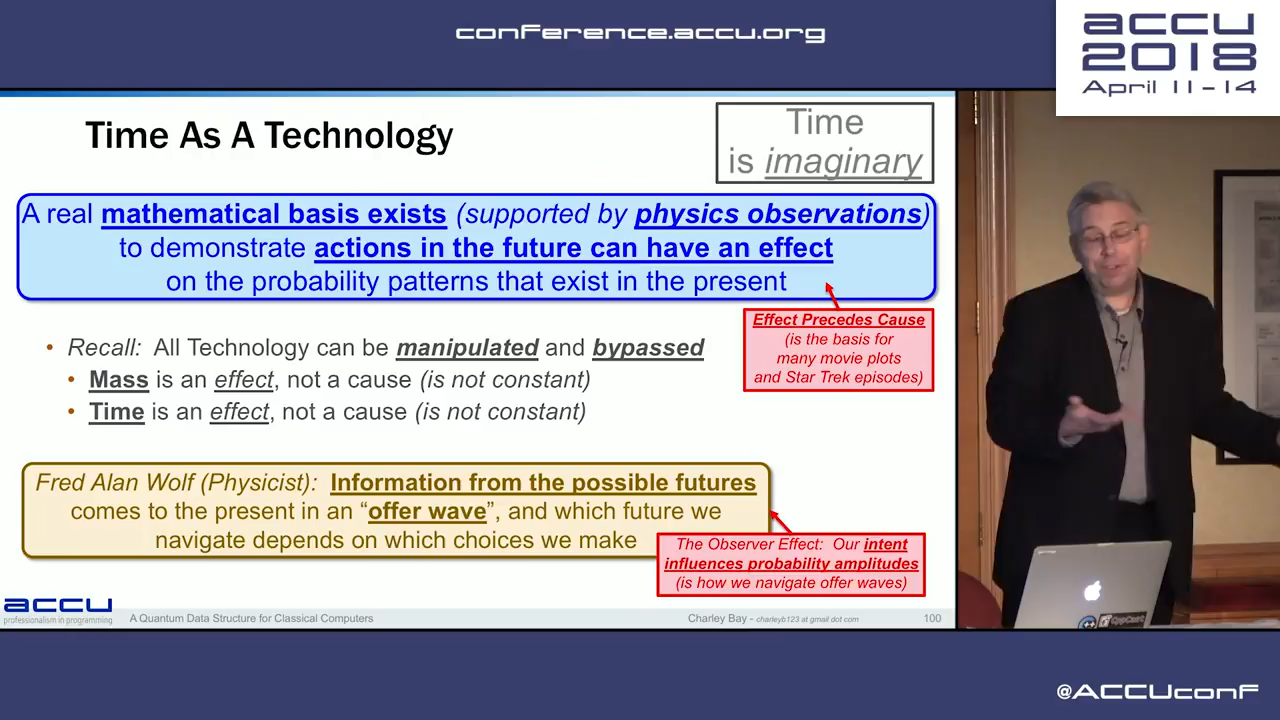 conference.accu.org
accu
2018
April 11-14
Time As A Technology
Time
is imaginary
A real mathematical basis exists (supported by physics observations)
to demonstrate actions in the future can have an effect
on the probability patterns that exist in the present
Effect Precedes Cause
(is the basis for
many movie plots
and Star Trek episodes)
• Recall: All Technology can be manipulated and bypassed
• Mass is an effect, not a cause (is not constant)
• Time is an effect, not a cause (is not constant)
Fred Alan Wolf (Physicist): Information from the possible futures
comes to the present in an “offer wave”, and which future we
navigate depends on which choices we make
The Observer Effect: Our intent
influences probability amplitudes
(is how we navigate offer waves)
accu
professionalism in programming
A Quantum Data Structure for Classical Computers
Charley Bay - charleyb123 at gmail dot com
100
CppCast
@ACCUconf